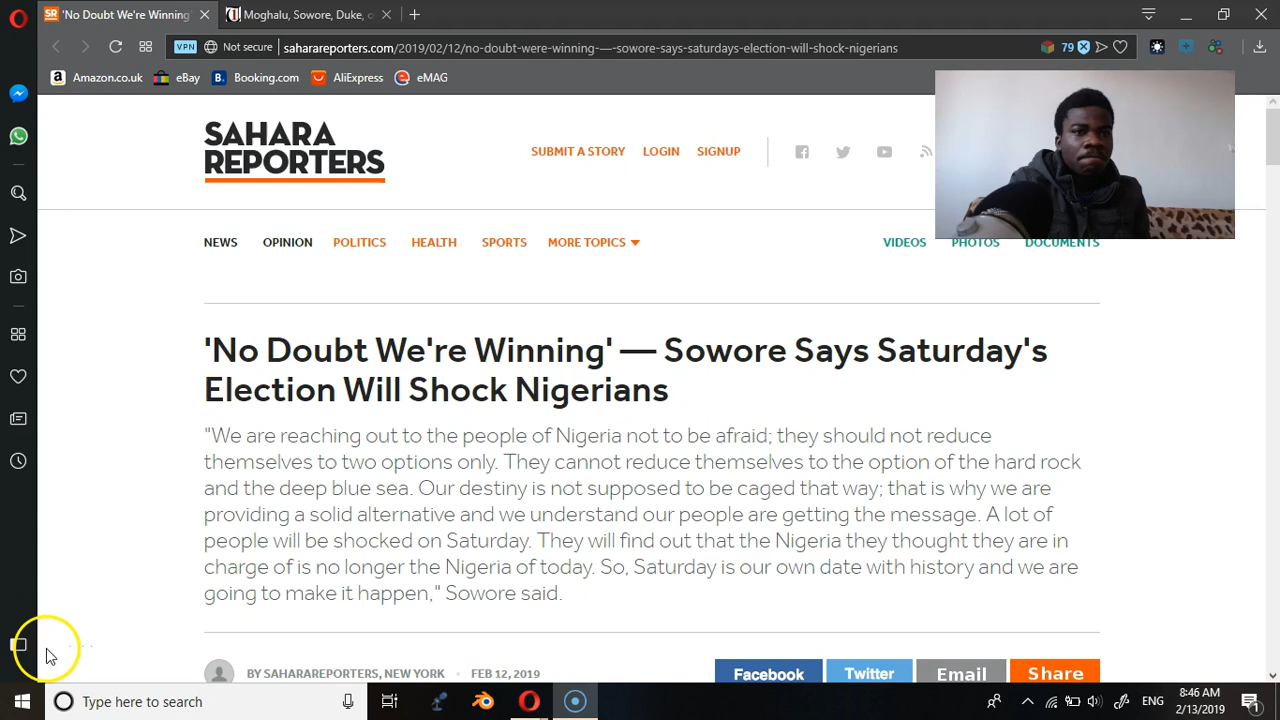 'No Doubt We're Winning'
Moghalu, Sowore, Duke, o
VPN
Not secure
saharareporters.com/2019/02/12/no-doubt-were-winning-—-sowore-says-saturdays-election-will-shock-nigerians
79
Amazon.co.uk
eBay
Booking.com
AliExpress
eMAG
SAHARA
REPORTERS
SUBMIT A STORY
LOGIN
SIGNUP
NEWS
OPINION
POLITICS
HEALTH
SPORTS
MORE TOPICS
VIDEOS
PHOTOS
DOCUMENTS
'No Doubt We're Winning' — Sowore Says Saturday's
Election Will Shock Nigerians
"We are reaching out to the people of Nigeria not to be afraid; they should not reduce
themselves to two options only. They cannot reduce themselves to the option of the hard rock
and the deep blue sea. Our destiny is not supposed to be caged that way; that is why we are
providing a solid alternative and we understand our people are getting the message. A lot of
people will be shocked on Saturday. They will find out that the Nigeria they thought they are in
charge of is no longer the Nigeria of today. So, Saturday is our own date with history and we are
going to make it happen," Sowore said.
BY SAHARAREPORTERS, NEW YORK
FEB 12, 2019
Facebook
Twitter
Email
Share
Type here to search
ENG
8:46 AM
2/13/2019
1